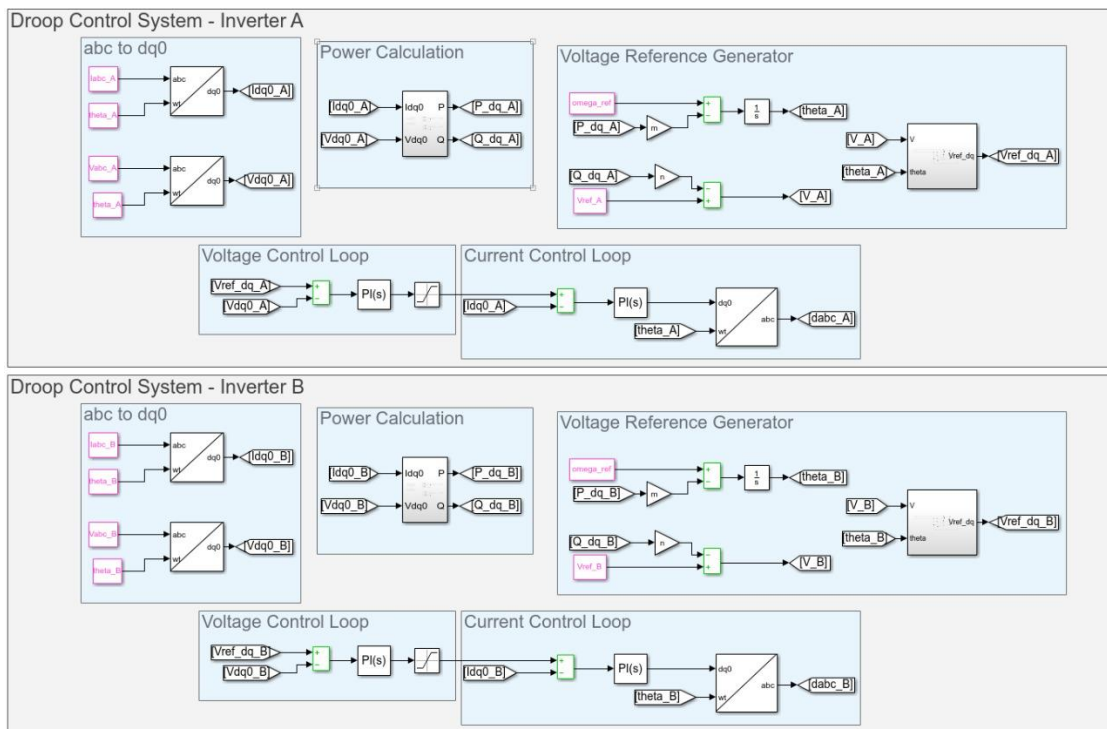 Droop Control System - Inverter A
abc to dq0
Iabc_A
theta_A
abc
wt
dq0
[Idq0_A]
Vabc_A
theta_A
abc
wt
dq0
[Vdq0_A]
Power Calculation
[Idq0_A]
[Vdq0_A]
Idq0
Vdq0
P
Q
[P_dq_A]
[Q_dq_A]
Voltage Reference Generator
omega_ref
[P_dq_A]
m
+
−
1
s
[theta_A]
[Q_dq_A]
n
Vref_A
−
+
[V_A]
[V_A]
[theta_A]
V
theta
Vref_dq
[Vref_dq_A]
Voltage Control Loop
[Vref_dq_A]
[Vdq0_A]
+
−
PI(s)
Current Control Loop
[Idq0_A]
+
−
PI(s)
[theta_A]
dq0
wt
abc
[dabc_A]
Droop Control System - Inverter B
abc to dq0
Iabc_B
theta_B
abc
wt
dq0
[Idq0_B]
Vabc_B
theta_B
abc
wt
dq0
[Vdq0_B]
Power Calculation
[Idq0_B]
[Vdq0_B]
Idq0
Vdq0
P
Q
[P_dq_B]
[Q_dq_B]
Voltage Reference Generator
omega_ref
[P_dq_B]
m
+
−
1
s
[theta_B]
[Q_dq_B]
n
Vref_B
−
+
[V_B]
[V_B]
[theta_B]
V
theta
Vref_dq
[Vref_dq_B]
Voltage Control Loop
[Vref_dq_B]
[Vdq0_B]
+
−
PI(s)
Current Control Loop
[Idq0_B]
+
−
PI(s)
[theta_B]
dq0
wt
abc
[dabc_B]